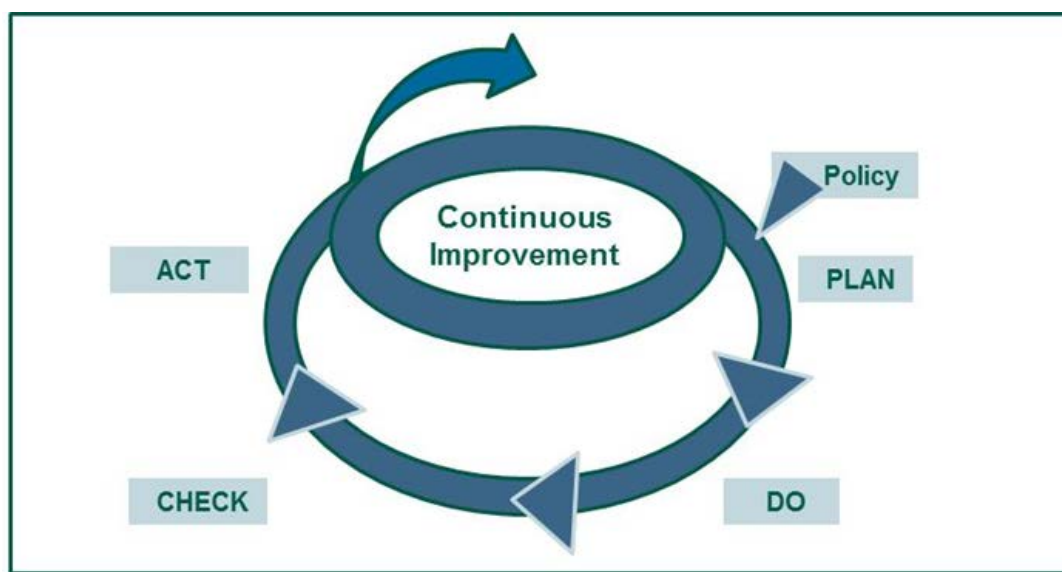 Continuous
Improvement
Policy
PLAN
DO
CHECK
ACT